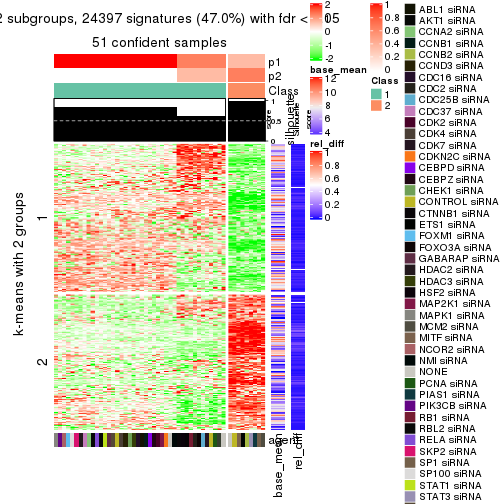 2 subgroups, 24397 signatures (47.0%) with fdr < 0.05
51 confident samples
p1
p2
Class
1
0.5
0
silhouette
score
k-means with 2 groups
1
2
agent
base_mean
rel_diff
2
1
0
-1
-2
base_mean
12
10
8
6
4
rel_diff
1
0.8
0.6
0.4
0.2
0
1
0.8
0.6
0.4
0.2
0
Class
1
2
ABL1 siRNA
AKT1 siRNA
CCNA2 siRNA
CCNB1 siRNA
CCNB2 siRNA
CCND3 siRNA
CDC16 siRNA
CDC2 siRNA
CDC25B siRNA
CDC37 siRNA
CDK2 siRNA
CDK4 siRNA
CDK7 siRNA
CDKN2C siRNA
CEBPD siRNA
CEBPZ siRNA
CHEK1 siRNA
CONTROL siRNA
CTNNB1 siRNA
ETS1 siRNA
FOXM1 siRNA
FOXO3A siRNA
GABARAP siRNA
HDAC2 siRNA
HDAC3 siRNA
HSF2 siRNA
MAP2K1 siRNA
MAPK1 siRNA
MCM2 siRNA
MITF siRNA
NCOR2 siRNA
NMI siRNA
NONE
PCNA siRNA
PIAS1 siRNA
PIK3CB siRNA
RB1 siRNA
RBL2 siRNA
RELA siRNA
SKP2 siRNA
SP1 siRNA
SP100 siRNA
STAT1 siRNA
STAT3 siRNA